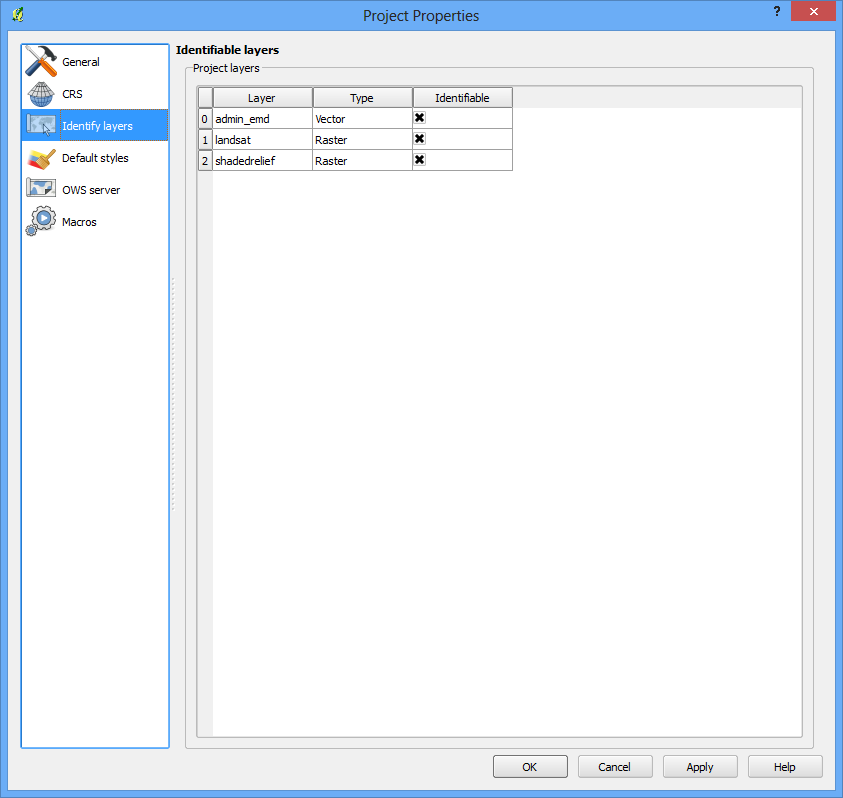 Project Properties
?
General
CRS
Identify layers
Default styles
OWS server
Macros
Identifiable layers
Project layers
Layer Type Identifiable
0 admin_emd Vector
1 landsat Raster
2 shadedrelief Raster
OK Cancel Apply Help